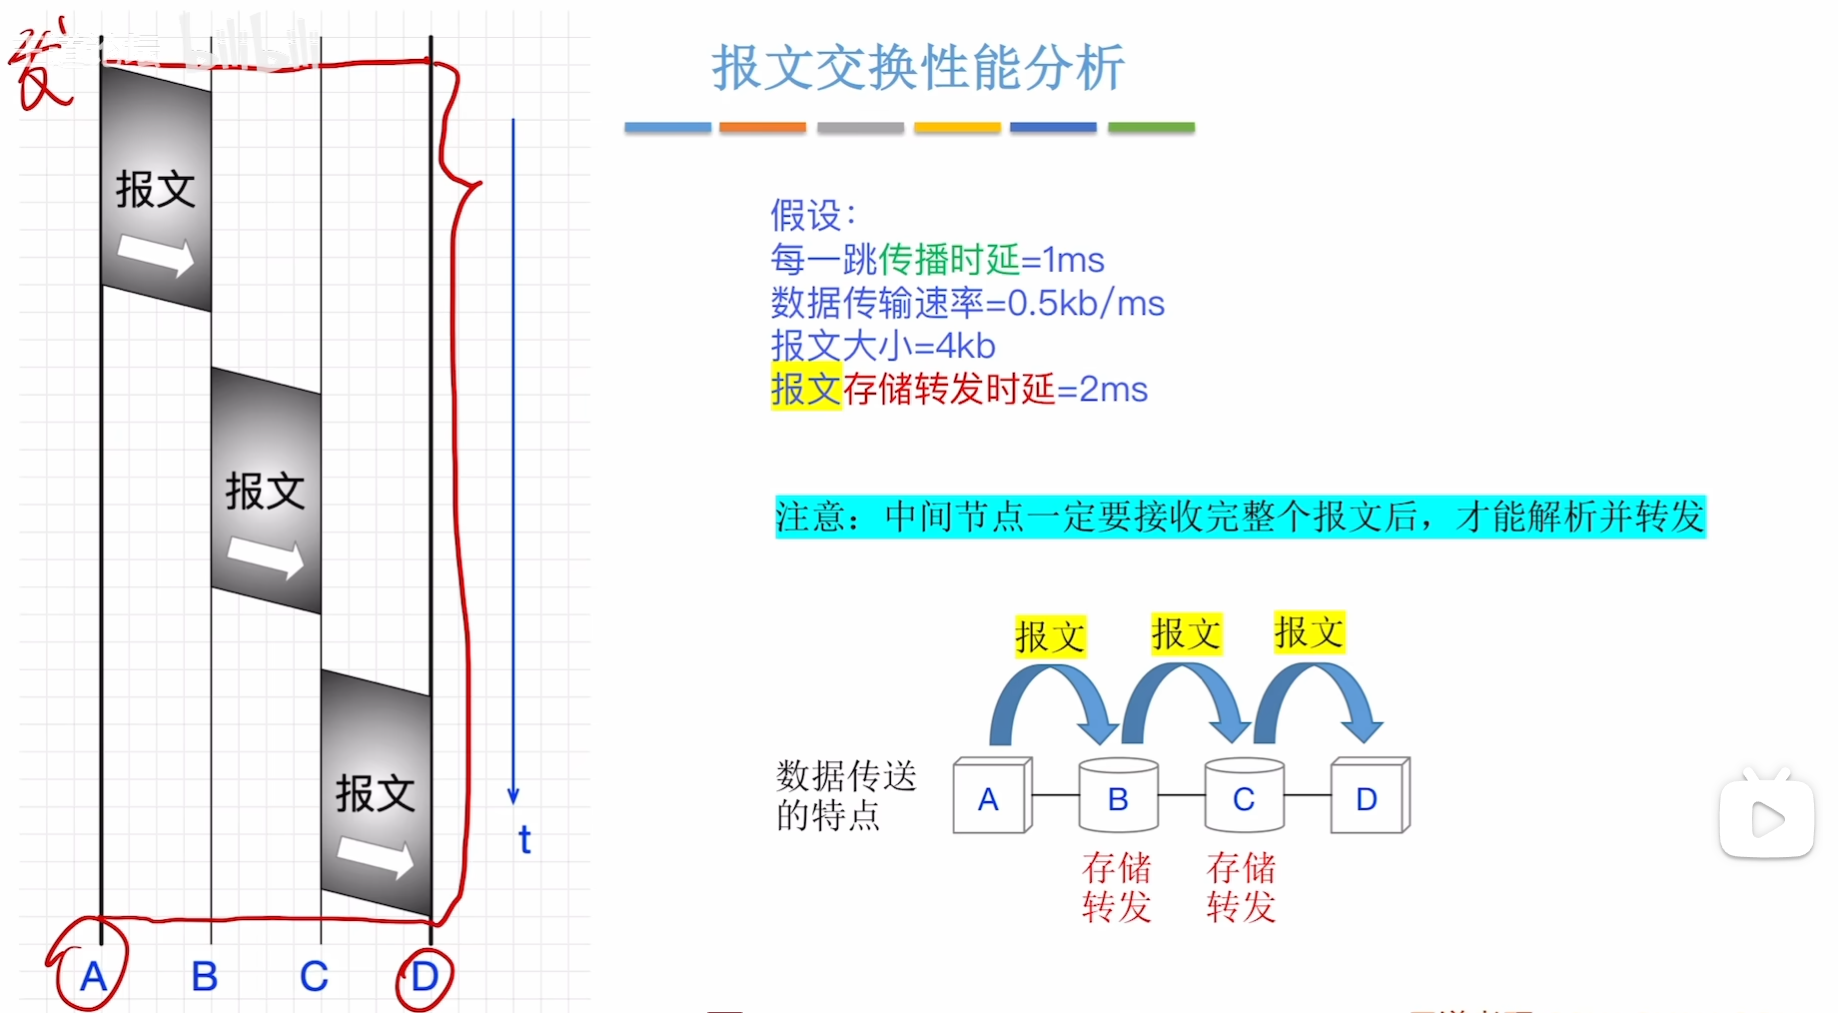 发
报文交换性能分析
假设：
每一跳传播时延=1ms
数据传输速率=0.5kb/ms
报文大小=4kb
报文存储转发时延=2ms
注意：中间节点一定要接收完整个报文后，才能解析并转发
报文
报文
报文
t
A B C D
报文 报文 报文
数据传送
的特点
A B C D
存储 存储
转发 转发